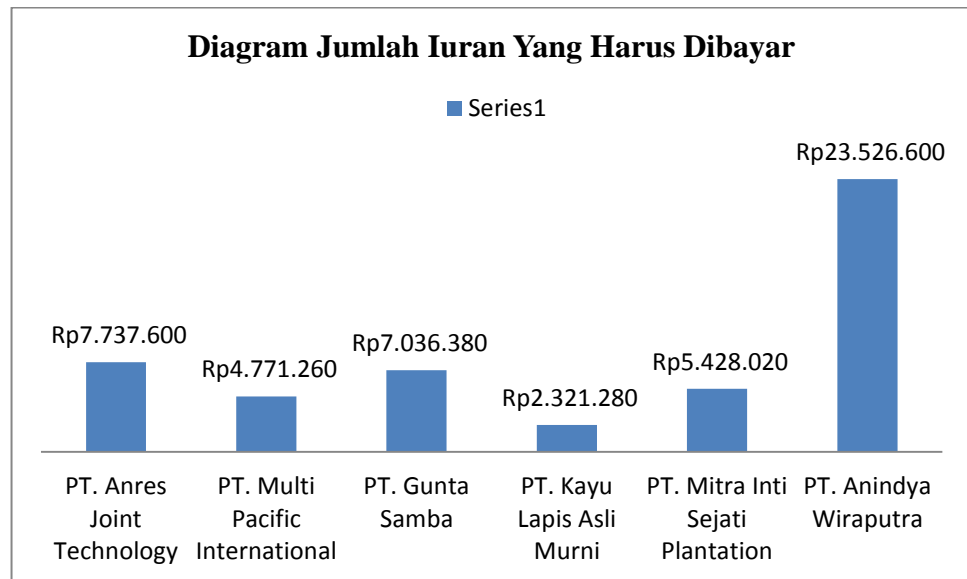 Diagram Jumlah Iuran Yang Harus Dibayar
Series1
Rp7.737.600
Rp4.771.260
Rp7.036.380
Rp2.321.280
Rp5.428.020
Rp23.526.600
PT. Anres
Joint
Technology
PT. Multi
Pacific
International
PT. Gunta
Samba
PT. Kayu
Lapis Asli
Murni
PT. Mitra Inti
Sejati
Plantation
PT. Anindya
Wiraputra